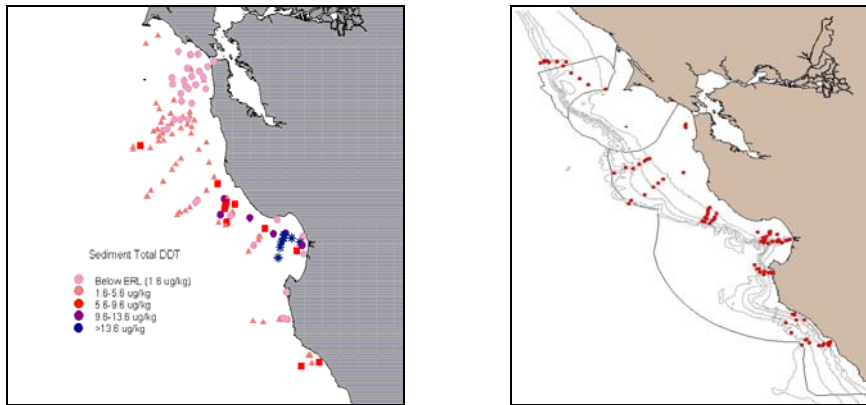 Sediment Total DDT
Below ERL (1.6 ug/kg)
1.6-5.6 ug/kg
5.6-9.6 ug/kg
9.6-13.6 ug/kg
>13.6 ug/kg